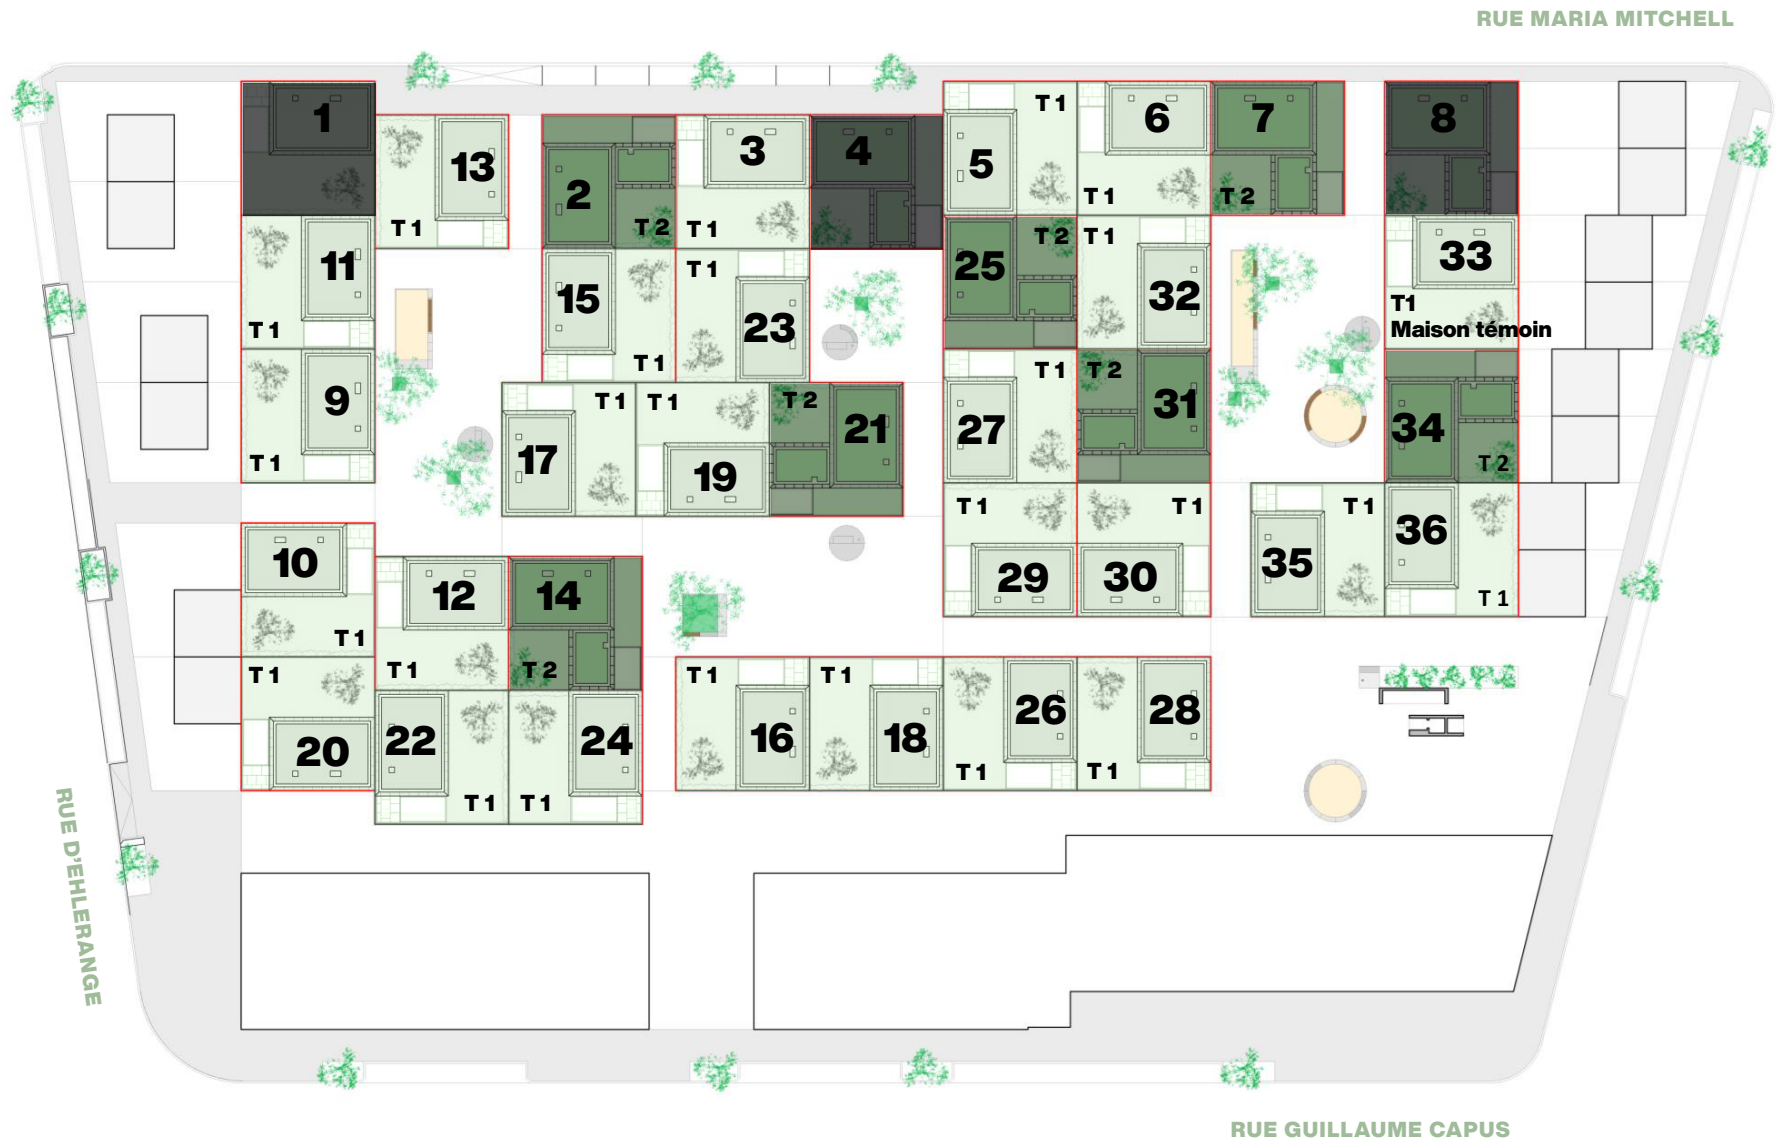 RUE MARIA MITCHELL
1
13
T1
2
T2
3
T1
4
5
T1
6
T1
7
T2
8
11
T1
15
T1
T1
23
25
T2
T1
32
33
T1
Maison témoin
9
T1
17
T1
T1
19
T2
21
27
T1
T2
31
34
T2
10
T1
12
T1
14
T2
T1
29
T1
30
T1
35
36
T1
T1
20
22
T1
24
T1
T1
16
T1
18
26
T1
28
T1
RUE D'EHLERANGE
RUE GUILLAUME CAPUS